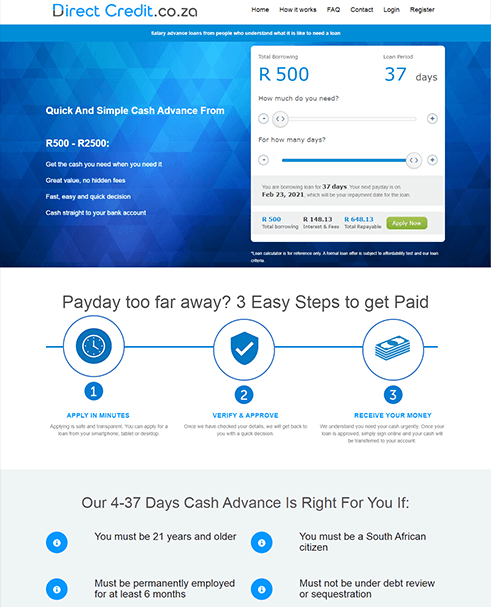 Direct Credit.co.za
Home How it works FAQ Contact Login Register
Salary advance loans from people who understand what it is like to need a loan
Quick And Simple Cash Advance From
R500 - R2500:
Get the cash you need when you need it
Great value, no hidden fees
Fast, easy and quick decision
Cash straight to your bank account
Total Borrowing Loan Period
R 500 37 days
How much do you need?
- +
For how many days?
- +
You are borrowing loan for 37 days. Your next payday is on
Feb 23, 2021, which will be your repayment date for the loan.
R 500 R 148.13 R 648.13 Apply Now
Total borrowing Interest & Fees Total Repayable
*Loan calculator is for reference only. A formal loan offer is subject to affordability test and our loan
criteria.
Payday too far away? 3 Easy Steps to get Paid
1 2 3
APPLY IN MINUTES VERIFY & APPROVE RECEIVE YOUR MONEY
Applying is safe and transparent. You can apply for a Once we have checked your details, we will get back to We understand you need your cash urgently. Once your
loan from your smartphone, tablet or desktop. you with a quick decision. loan is approved, simply sign online and your cash will
be transferred to your account.
Our 4-37 Days Cash Advance Is Right For You If:
You must be 21 years and older You must be a South African
citizen
Must be permanently employed Must not be under debt review
for at least 6 months or sequestration